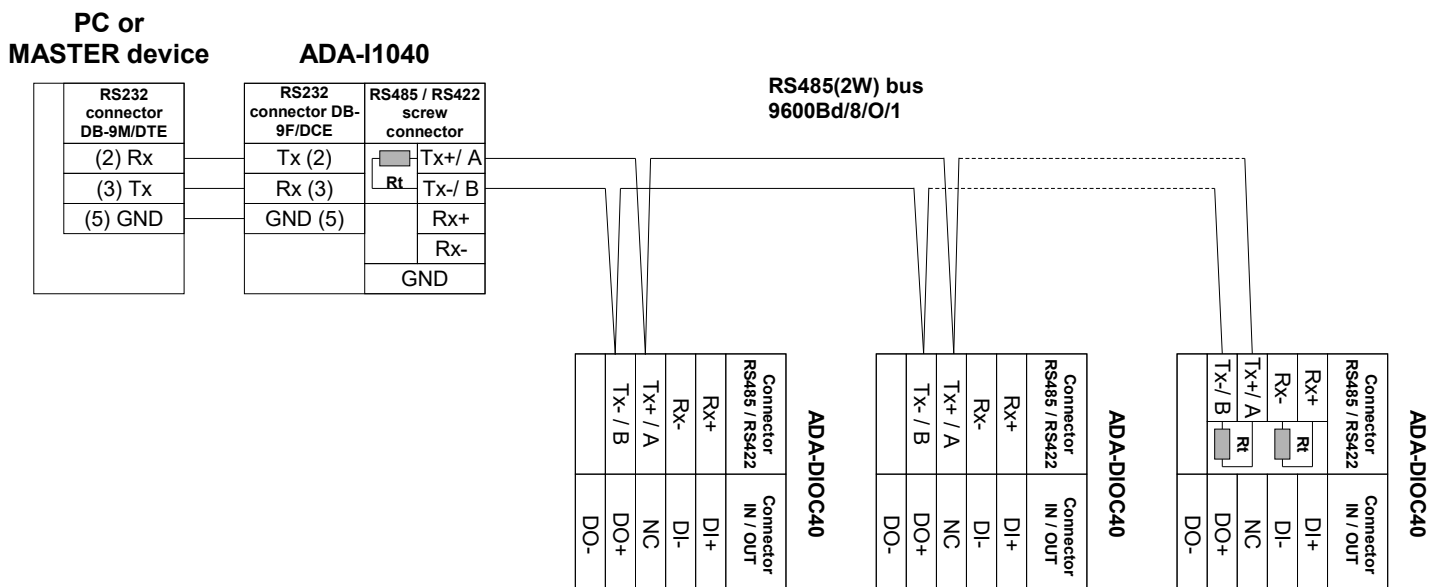 PC or
MASTER device
ADA-I1040
RS232
connector
DB-9M/DTE
(2) Rx
(3) Tx
(5) GND
RS232
connector DB-
9F/DCE
Tx (2)
Rx (3)
GND (5)
RS485 / RS422
screw
connector
Rt
Tx+/ A
Tx-/ B
Rx+
Rx-
GND
RS485(2W) bus
9600Bd/8/O/1
ADA-DIOC40
Connector
RS485 / RS422
Rx+
Rx-
Tx+ / A
Tx- / B
Connector
IN / OUT
DI+
DI-
NC
DO+
DO-
ADA-DIOC40
Connector
RS485 / RS422
Rx+
Rx-
Tx+ / A
Tx- / B
Connector
IN / OUT
DI+
DI-
NC
DO+
DO-
ADA-DIOC40
Connector
RS485 / RS422
Rx+
Rx-
Tx+/ A
Tx-/ B
Rt
Rt
Connector
IN / OUT
DI+
DI-
NC
DO+
DO-